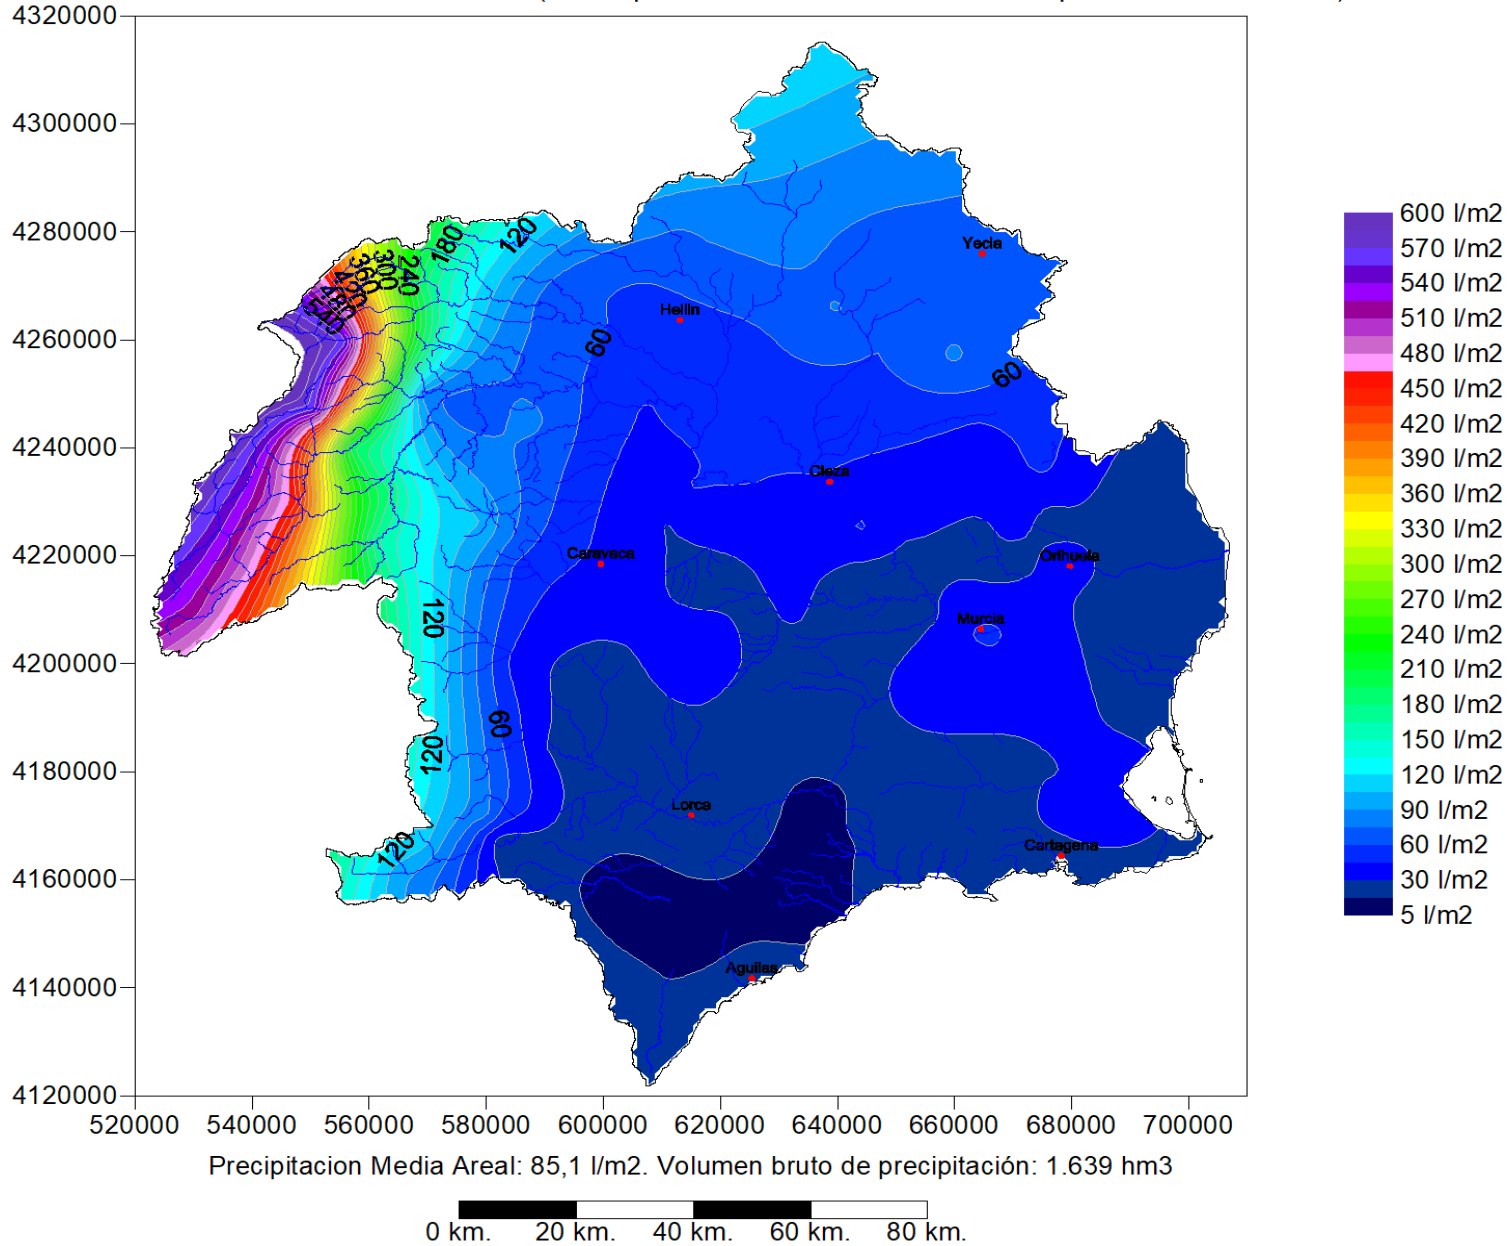 4320000
4300000
4280000
4260000
4240000
4220000
4200000
4180000
4160000
4140000
4120000
520000 540000 560000 580000 600000 620000 640000 660000 680000 700000
180
120
240
300
360
540
60
60
120
60
120
120
Yecla
Hellin
Cieza
Caravaca
Orihuela
Murcia
Lorca
Cartagena
Aguilas
600 l/m2
570 l/m2
540 l/m2
510 l/m2
480 l/m2
450 l/m2
420 l/m2
390 l/m2
360 l/m2
330 l/m2
300 l/m2
270 l/m2
240 l/m2
210 l/m2
180 l/m2
150 l/m2
120 l/m2
90 l/m2
60 l/m2
30 l/m2
5 l/m2
Precipitacion Media Areal: 85,1 l/m2. Volumen bruto de precipitación: 1.639 hm3
0 km. 20 km. 40 km. 60 km. 80 km.